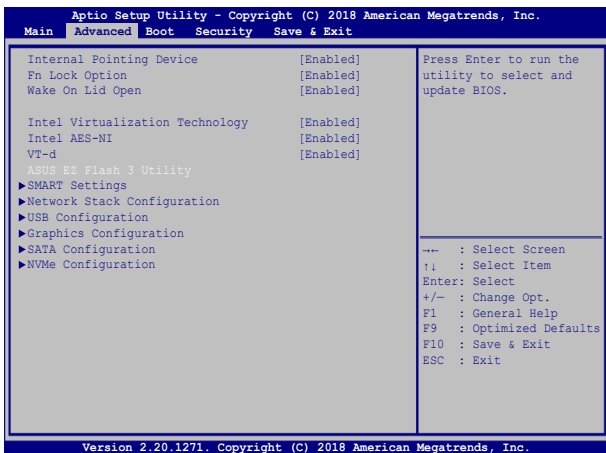 Aptio Setup Utility - Copyright (C) 2018 American Megatrends, Inc.
Main Advanced Boot Security Save & Exit
Internal Pointing Device [Enabled]
Fn Lock Option [Enabled]
Wake On Lid Open [Enabled]
Intel Virtualization Technology [Enabled]
Intel AES-NI [Enabled]
VT-d [Enabled]
ASUS EZ Flash 3 Utility
▶SMART Settings
▶Network Stack Configuration
▶USB Configuration
▶Graphics Configuration
▶SATA Configuration
▶NVMe Configuration
Press Enter to run the
utility to select and
update BIOS.
→← : Select Screen
↑↓ : Select Item
Enter: Select
+/— : Change Opt.
F1 : General Help
F9 : Optimized Defaults
F10 : Save & Exit
ESC : Exit
Version 2.20.1271. Copyright (C) 2018 American Megatrends, Inc.